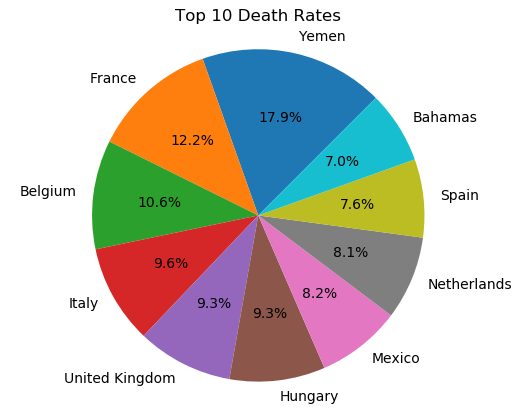 Top 10 Death Rates
Yemen
17.9%
France
12.2%
Belgium
10.6%
Italy
9.6%
United Kingdom
9.3%
Hungary
9.3%
Mexico
8.2%
Netherlands
8.1%
Spain
7.6%
Bahamas
7.0%